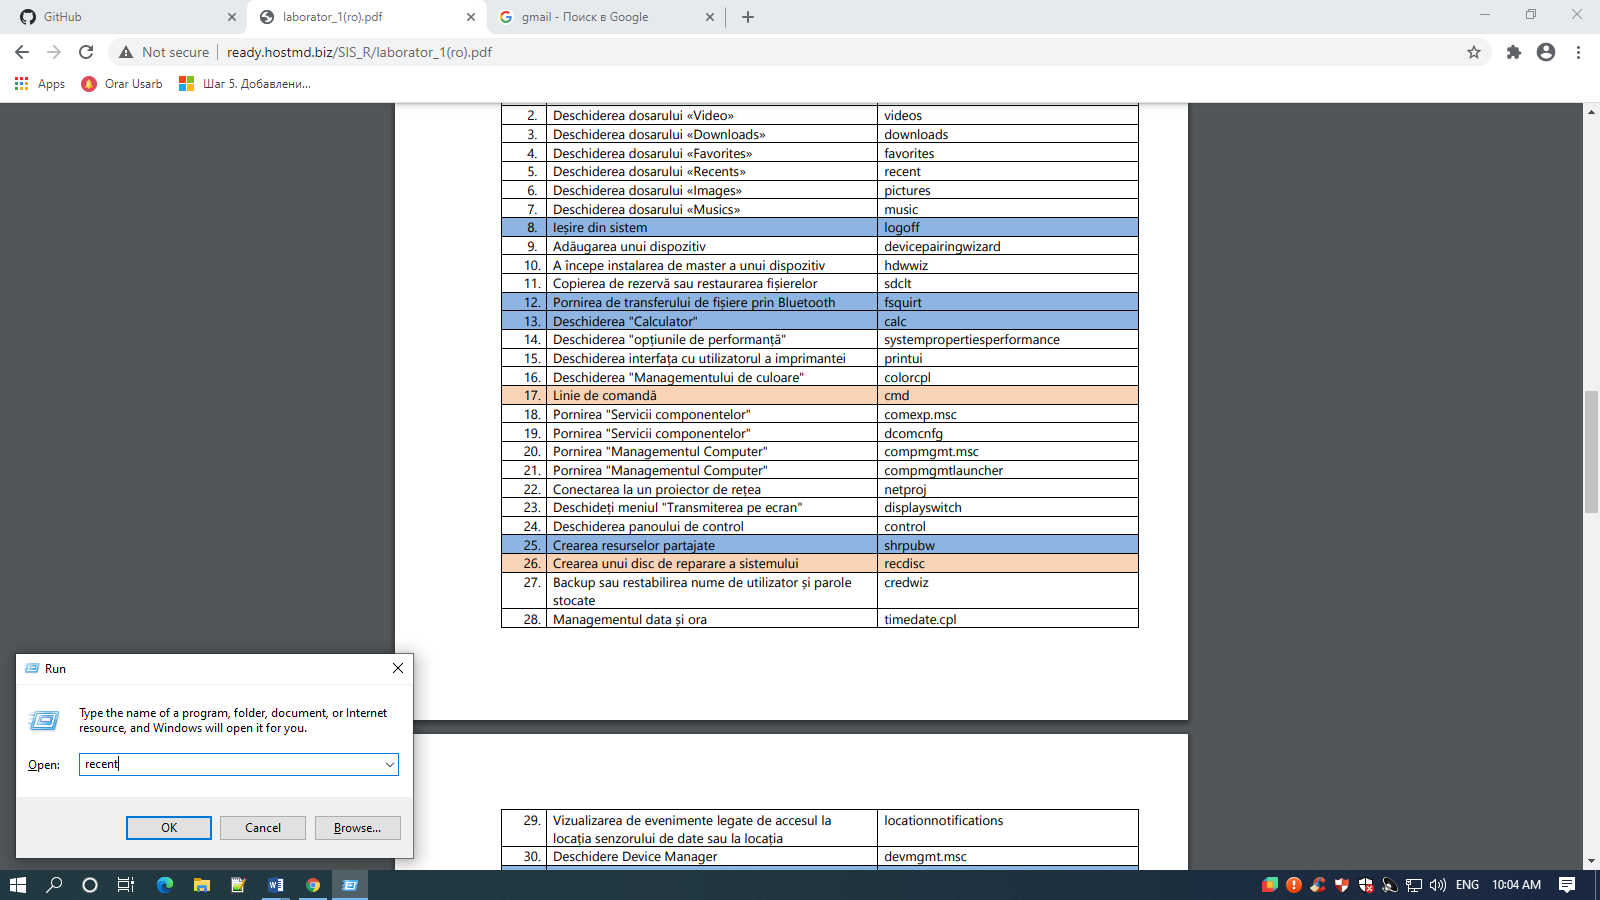 GitHub
laborator_1(ro).pdf
gmail - Поиск в Google
Not secure
ready.hostmd.biz/SIS_R/laborator_1(ro).pdf
Apps
Orar Usarb
Шаг 5. Добавлени...
2. Deschiderea dosarului «Video» videos
3. Deschiderea dosarului «Downloads» downloads
4. Deschiderea dosarului «Favorites» favorites
5. Deschiderea dosarului «Recents» recent
6. Deschiderea dosarului «Images» pictures
7. Deschiderea dosarului «Musics» music
8. Ieșire din sistem logoff
9. Adăugarea unui dispozitiv devicepairingwizard
10. A începe instalarea de master a unui dispozitiv hdwwiz
11. Copierea de rezervă sau restaurarea fișierelor sdclt
12. Pornirea de transferului de fișiere prin Bluetooth fsquirt
13. Deschiderea "Calculator" calc
14. Deschiderea "opțiunile de performanță" systempropertiesperformance
15. Deschiderea interfața cu utilizatorul a imprimantei printui
16. Deschiderea "Managementului de culoare" colorcpl
17. Linie de comandă cmd
18. Pornirea "Servicii componentelor" comexp.msc
19. Pornirea "Servicii componentelor" dcomcnfg
20. Pornirea "Managementul Computer" compmgmt.msc
21. Pornirea "Managementul Computer" compmgmtlauncher
22. Conectarea la un proiector de rețea netproj
23. Deschideți meniul "Transmiterea pe ecran" displayswitch
24. Deschiderea panoului de control control
25. Crearea resurselor partajate shrpubw
26. Crearea unui disc de reparare a sistemului recdisc
27. Backup sau restabilirea nume de utilizator și parole credwiz
stocate
28. Managementul data și ora timedate.cpl
29. Vizualizarea de evenimente legate de accesul la locationnotifications
locația senzorului de date sau la locația
30. Deschidere Device Manager devmgmt.msc
Run
Type the name of a program, folder, document, or Internet
resource, and Windows will open it for you.
Open: recent
OK Cancel Browse...
ENG 10:04 AM